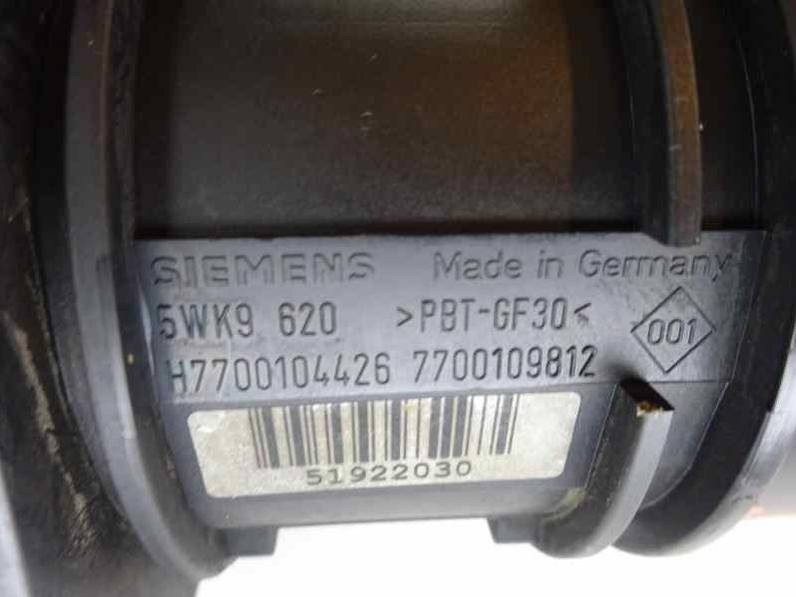 SIEMENS Made in Germany
5WK9 620 >PBT-GF30<
001
H7700104426 7700109812
51922030